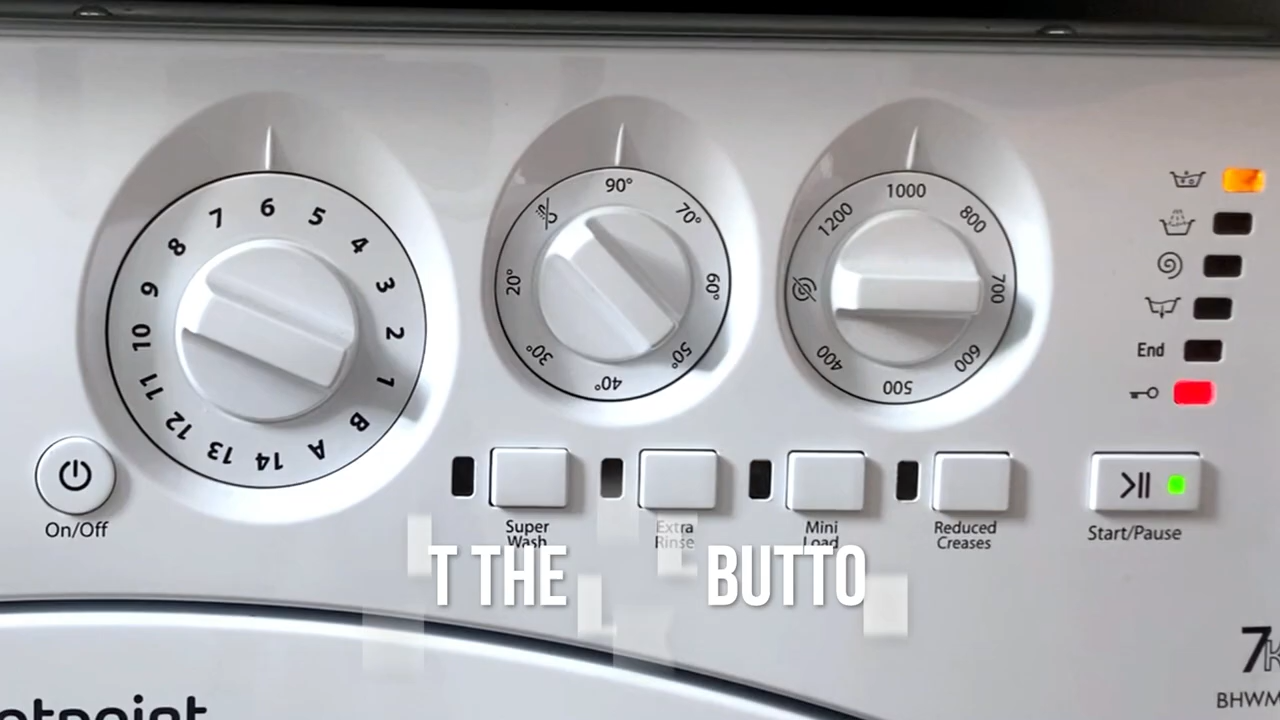 7 6 5 4 3 2 1 B A 14 13 12 11 10 9 8
90° 70° 60° 50° 40° 30° 20°
1000 800 700 600 500 400 1200
End
On/Off
Super
Wash
Extra
Rinse
Mini
Load
Reduced
Creases
Start/Pause
T THE BUTTO
7k
BHWM
otpoint